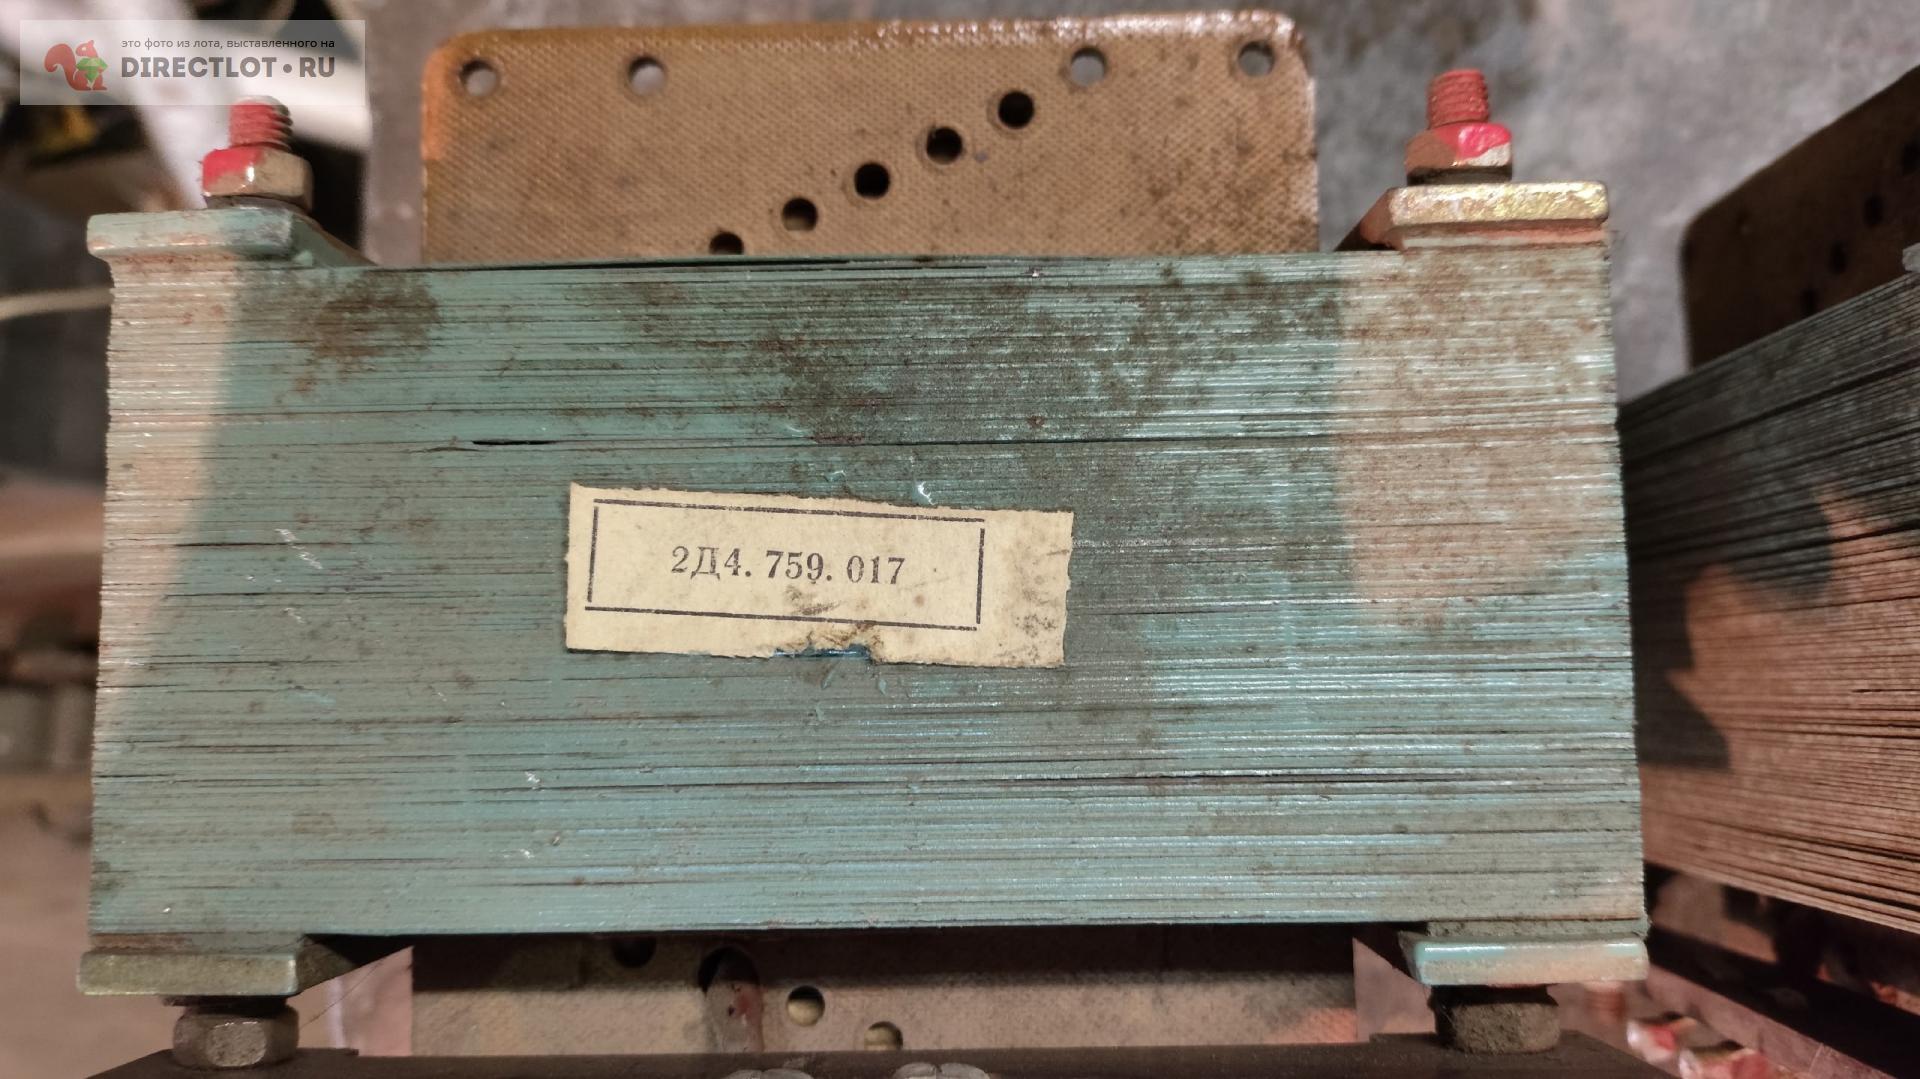 это фото из лота, выставленного на
DIRECTLOT•RU
2Д4. 759. 017